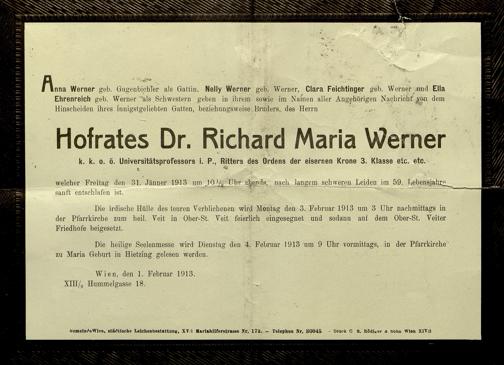 Anna Werner geb. Gugenbichler als Gattin, Nelly Werner geb. Werner, Clara Feichtinger geb. Werner und Ella
Ehrenreich geb. Werner als Schwestern geben in ihrem sowie im Namen aller Angehörigen Nachricht von dem
Hinscheiden ihres innigstgeliebten Gatten, beziehungsweise Bruders, des Herrn
Hofrates Dr. Richard Maria Werner
k. k. o. ö. Universitätsprofessors i. P., Ritters des Ordens der eisernen Krone 3. Klasse etc. etc.
welcher Freitag den 31. Jänner 1913 um Uhr abends, nach langem schweren Leiden im 59. Lebensjahre
sanft entschlafen ist.
Die irdische Hülle des teuren Verblichenen wird Montag den 3. Februar 1913 um 3 Uhr nachmittags in
der Pfarrkirche zum heil. Veit in Ober-St. Veit feierlich eingesegnet und sodann auf dem Ober-St. Veiter
Friedhofe beigesetzt.
Die heilige Seelenmesse wird Dienstag den 4. Februar 1913 um 9 Uhr vormittags, in der Pfarrkirche
zu Maria Geburt in Hietzing gelesen werden.
Wien, den 1. Februar 1913.
Hummelgasse 18.
Wien, städtische Leichenbestattung, Mariahilferstrasse Nr. 172. – Telephon Nr. – Druck Wien